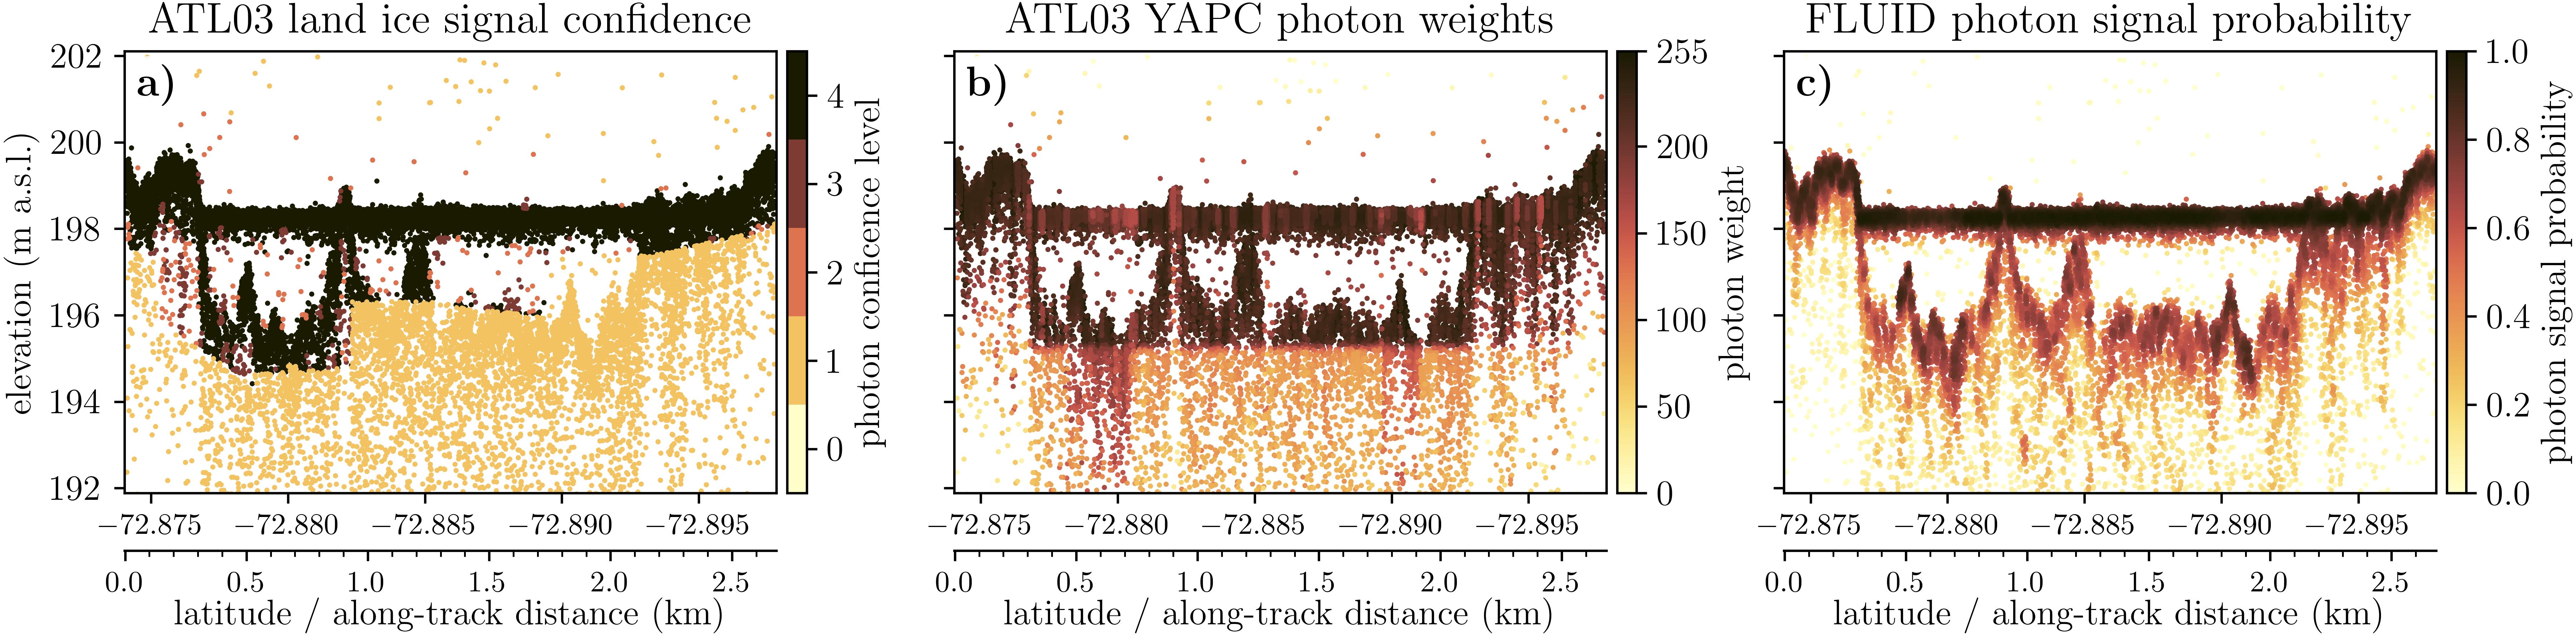 ATL03 land ice signal confidence
ATL03 YAPC photon weights
FLUID photon signal probability
a)
b)
c)
elevation (m a.s.l.)
202
200
198
196
194
192
−72.875 −72.880 −72.885 −72.890 −72.895
0.0 0.5 1.0 1.5 2.0 2.5
latitude / along-track distance (km)
4
3
2
1
0
photon conficence level
−72.875 −72.880 −72.885 −72.890 −72.895
0.0 0.5 1.0 1.5 2.0 2.5
latitude / along-track distance (km)
255
200
150
100
50
0
photon weight
−72.875 −72.880 −72.885 −72.890 −72.895
0.0 0.5 1.0 1.5 2.0 2.5
latitude / along-track distance (km)
1.0
0.8
0.6
0.4
0.2
0.0
photon signal probability